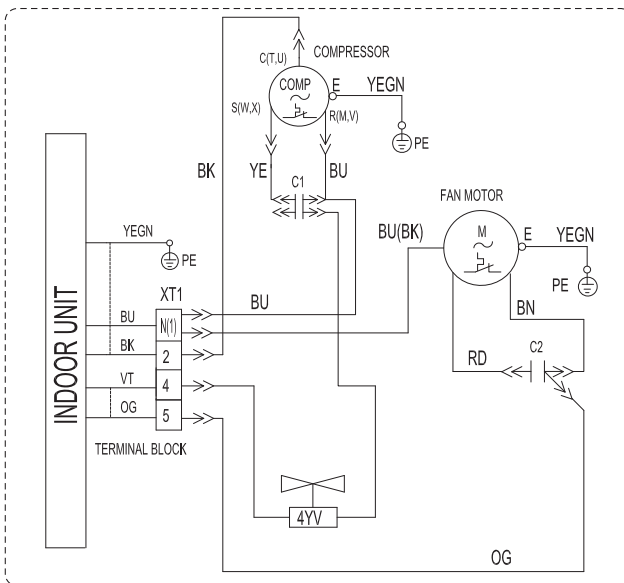 C(T,U)
COMPRESSOR
COMP
E
YEGN
S(W,X)
R(M,V)
PE
BK
YE
C1
BU
FAN MOTOR
YEGN
BU(BK)
M
E
YEGN
PE
PE
XT1
BU
BN
INDOOR UNIT
BU
N(1)
C2
BK
2
RD
VT
4
OG
5
TERMINAL BLOCK
4YV
OG